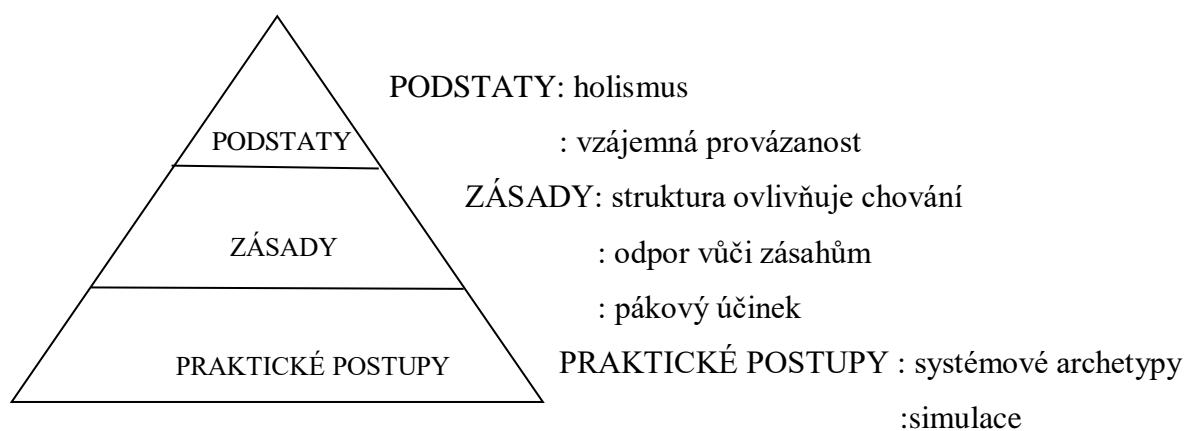 PODSTATY: holismus
PODSTATY
: vzájemná provázanost
ZÁSADY: struktura ovlivňuje chování
ZÁSADY
: odpor vůči zásahům
: pákový účinek
PRAKTICKÉ POSTUPY
PRAKTICKÉ POSTUPY : systémové archetypy
:simulace